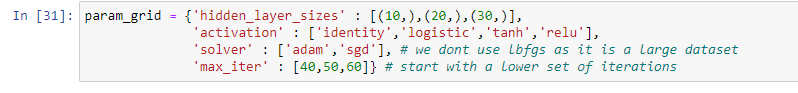 In [31]: param_grid = {'hidden_layer_sizes' : [(10,),(20,),(30,)],
'activation' : ['identity','logistic','tanh','relu'],
'solver' : ['adam','sgd'], # we dont use lbfgs as it is a large dataset
'max_iter' : [40,50,60]} # start with a lower set of iterations